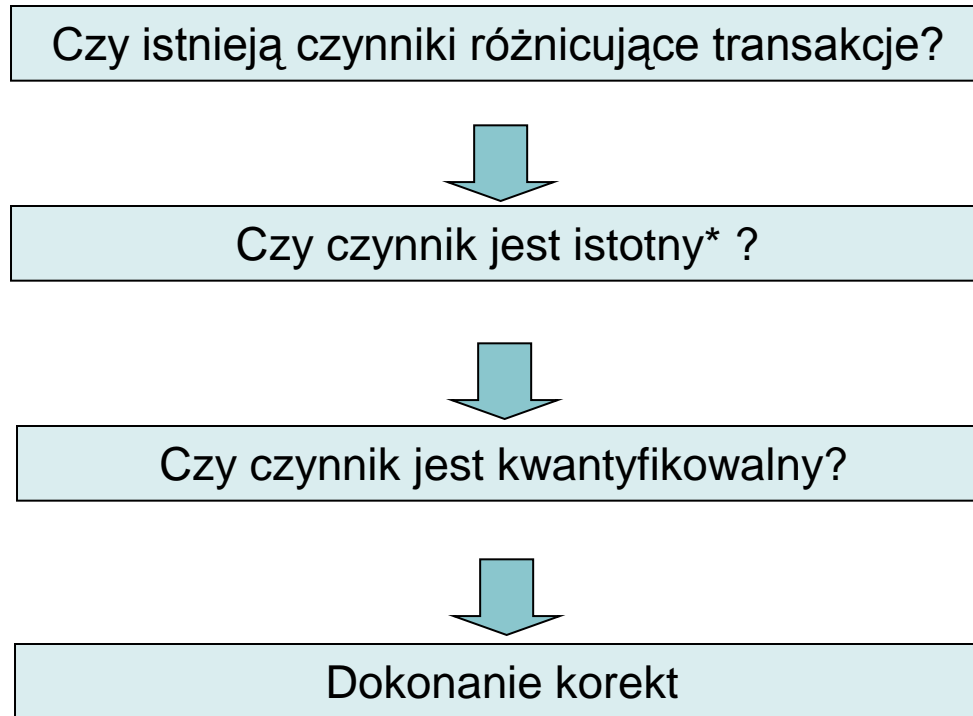 Czy istnieją czynniki różnicujące transakcje?
Czy czynnik jest istotny* ?
Czy czynnik jest kwantyfikowalny?
Dokonanie korekt